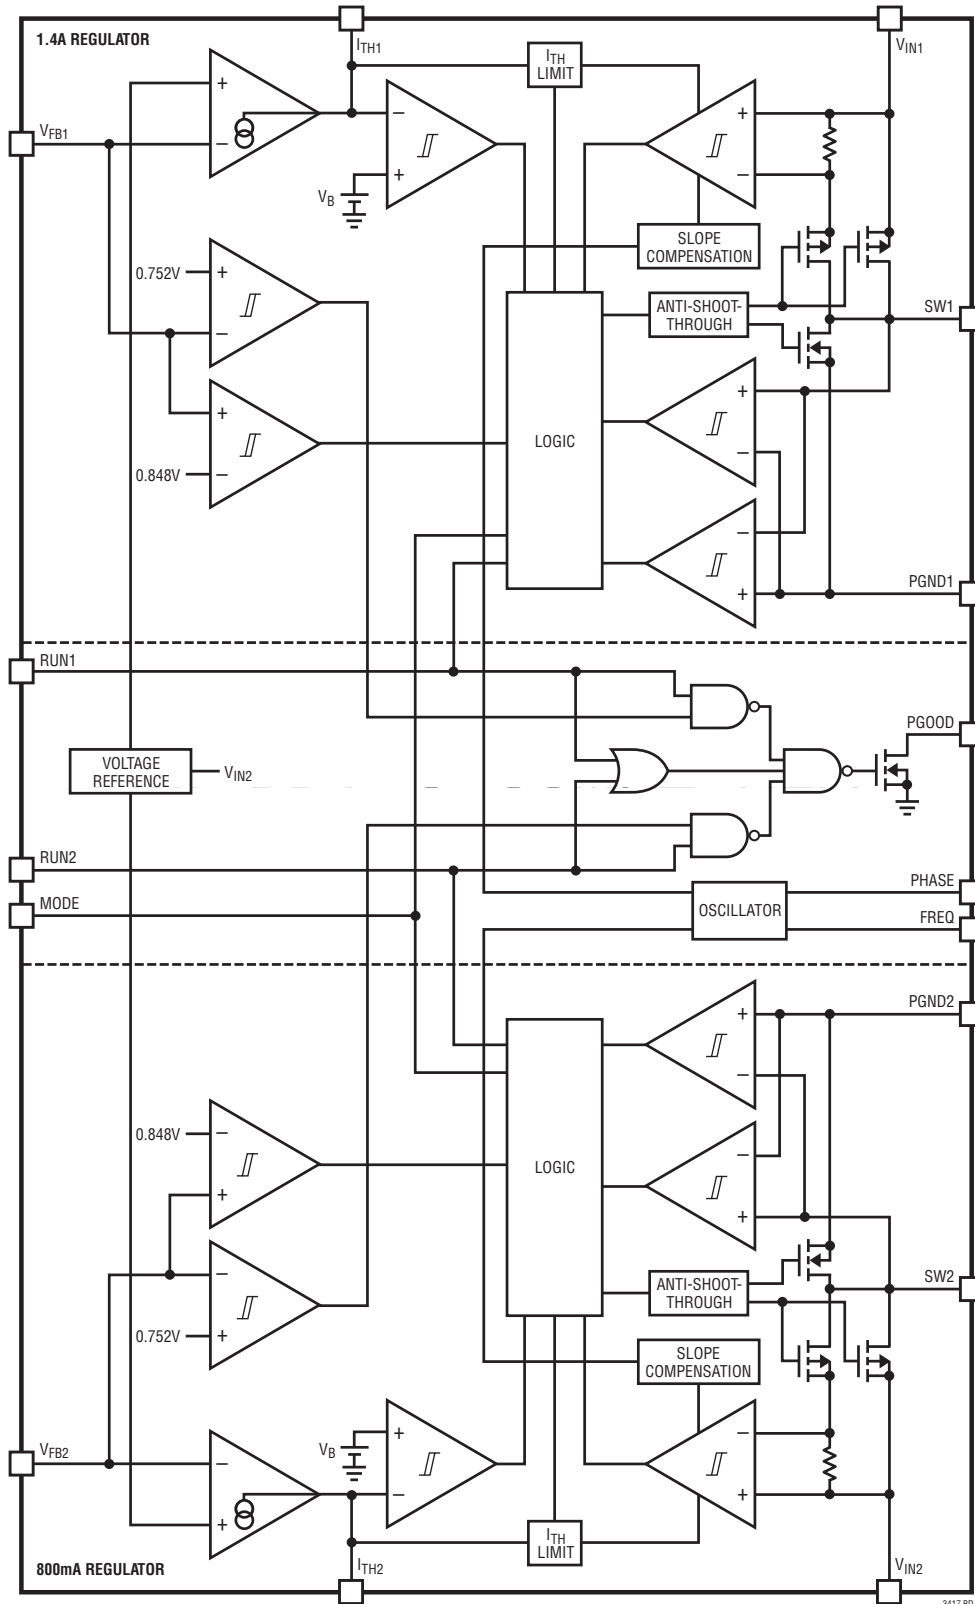 1.4A REGULATOR
ITH1
VIN1
ITH
LIMIT
+
VFB1
−
−
+
VB
+
−
SLOPE
COMPENSATION
0.752V
+
−
ANTI-SHOOT-
THROUGH
SW1
+
0.848V
−
LOGIC
+
−
−
+
PGND1
RUN1
PGOOD
VOLTAGE
REFERENCE
VIN2
RUN2
MODE
OSCILLATOR
PHASE
FREQ
PGND2
+
−
0.848V
−
+
LOGIC
−
+
−
0.752V
+
ANTI-SHOOT-
THROUGH
SW2
SLOPE
COMPENSATION
VFB2
−
+
VB
+
−
−
+
ITH
LIMIT
800mA REGULATOR
ITH2
VIN2
3417 BD